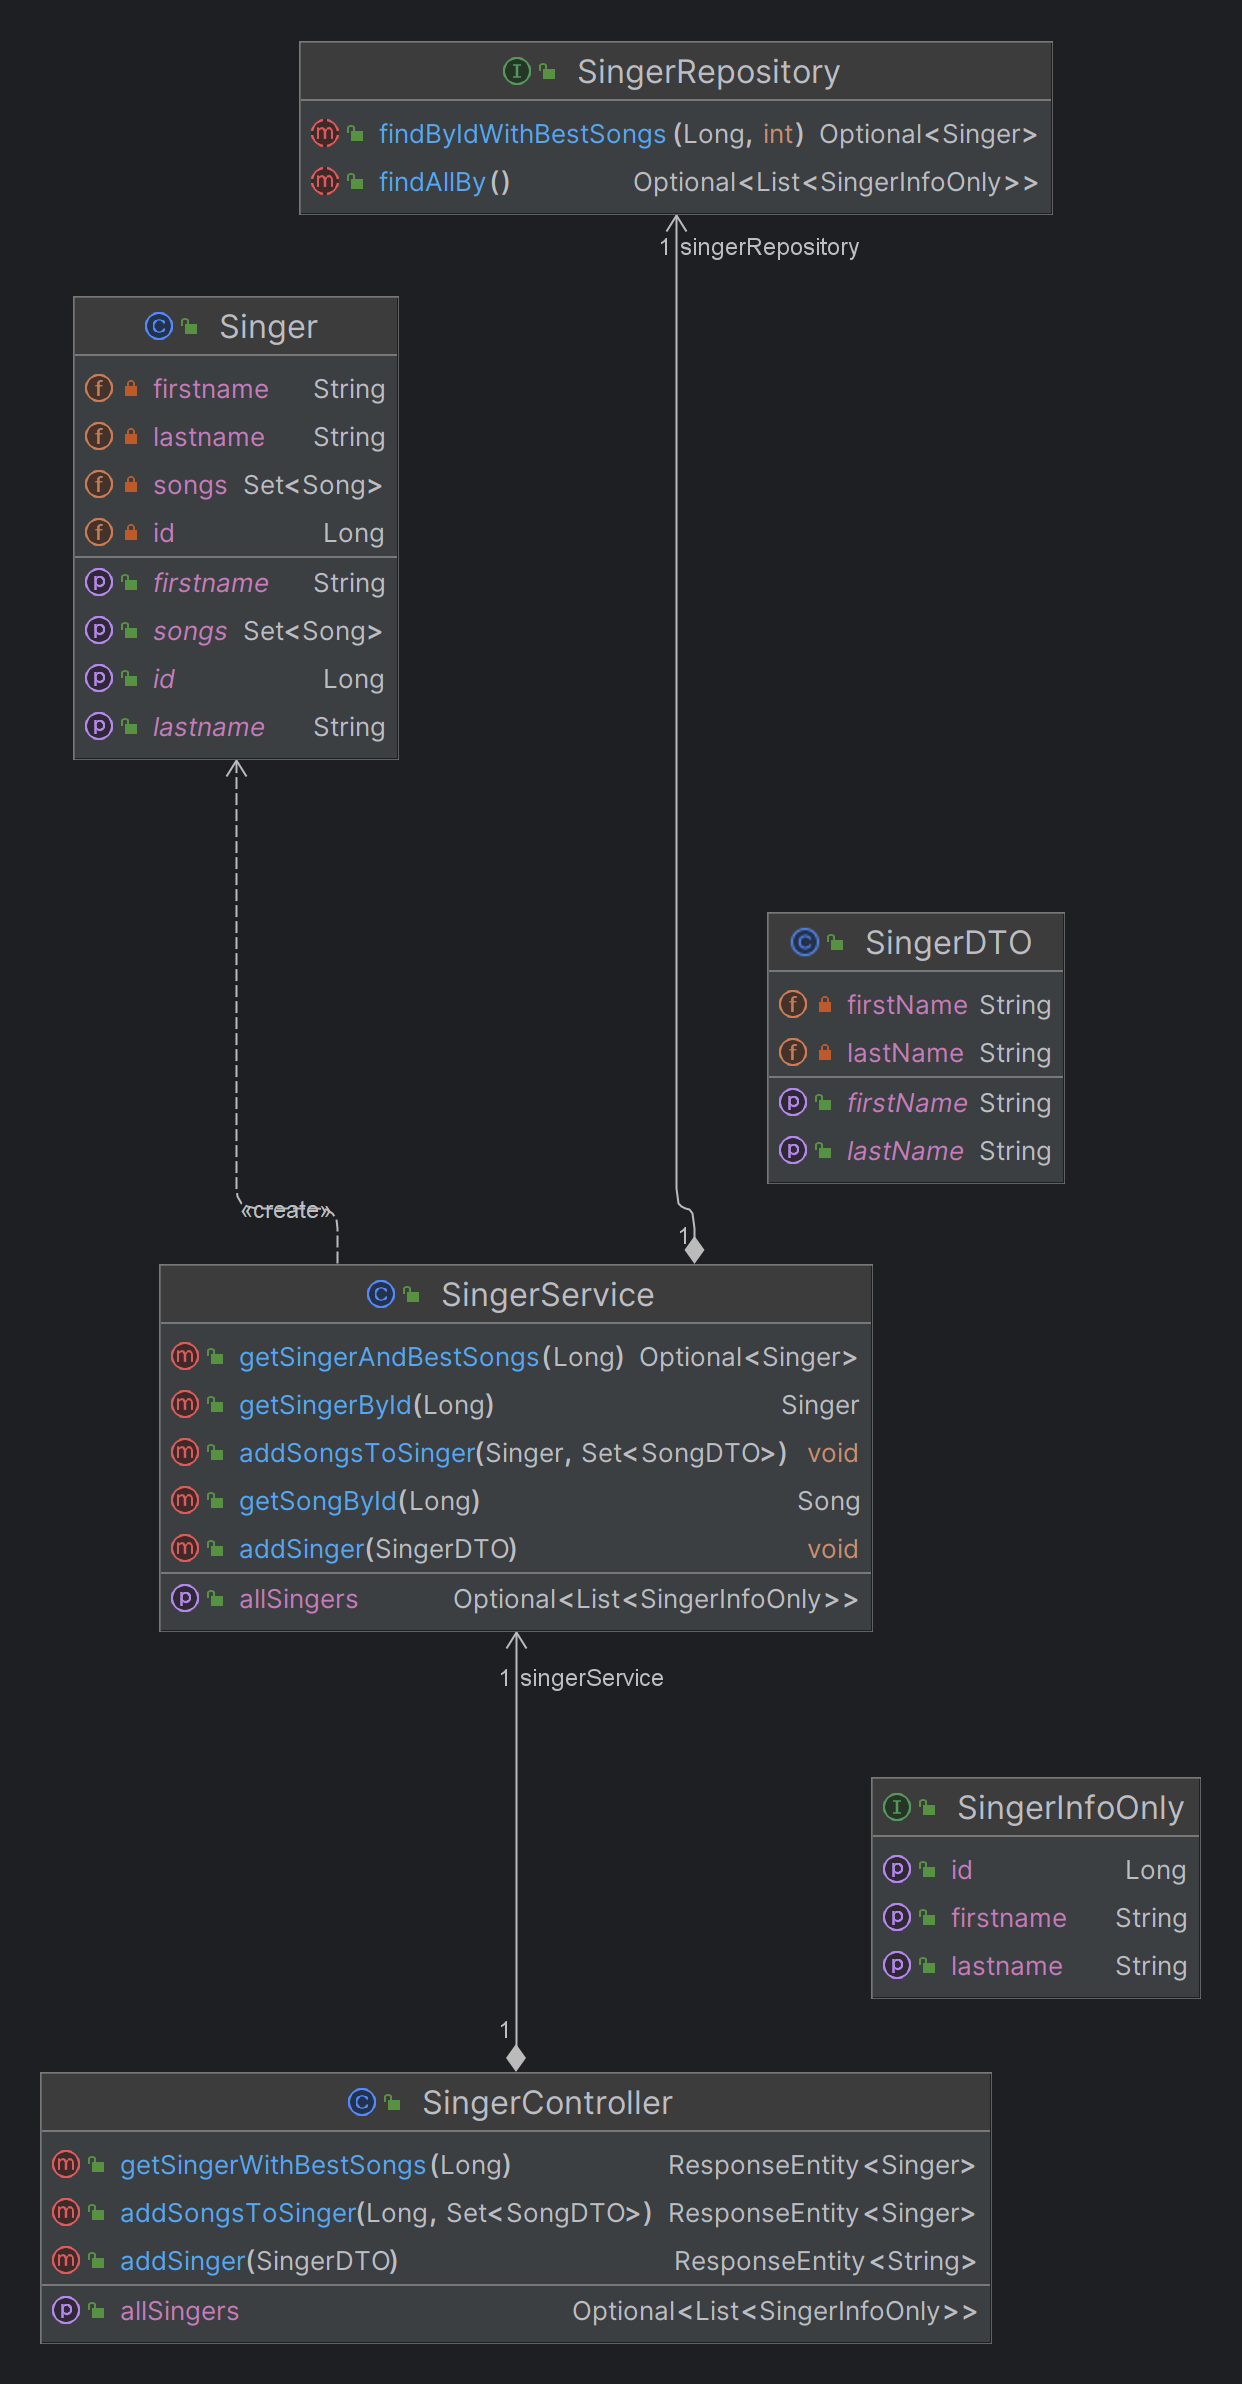 SingerRepository
findByIdWithBestSongs(Long, int) Optional<Singer>
findAllBy() Optional<List<SingerInfoOnly>>
1 singerRepository
Singer
firstname String
lastname String
songs Set<Song>
id Long
firstname String
songs Set<Song>
id Long
lastname String
SingerDTO
firstName String
lastName String
firstName String
lastName String
«create»
1
SingerService
getSingerAndBestSongs(Long) Optional<Singer>
getSingerById(Long) Singer
addSongsToSinger(Singer, Set<SongDTO>) void
getSongById(Long) Song
addSinger(SingerDTO) void
allSingers Optional<List<SingerInfoOnly>>
1 singerService
SingerInfoOnly
id Long
firstname String
lastname String
1
SingerController
getSingerWithBestSongs(Long) ResponseEntity<Singer>
addSongsToSinger(Long, Set<SongDTO>) ResponseEntity<Singer>
addSinger(SingerDTO) ResponseEntity<String>
allSingers Optional<List<SingerInfoOnly>>